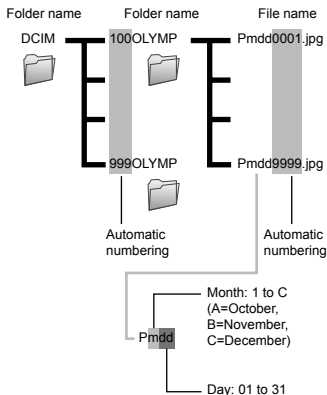 Folder name Folder name File name
DCIM 100OLYMP Pmdd0001.jpg
999OLYMP Pmdd9999.jpg
Automatic
numbering
Automatic
numbering
Month: 1 to C
(A=October,
B=November,
C=December)
Pmdd
Day: 01 to 31